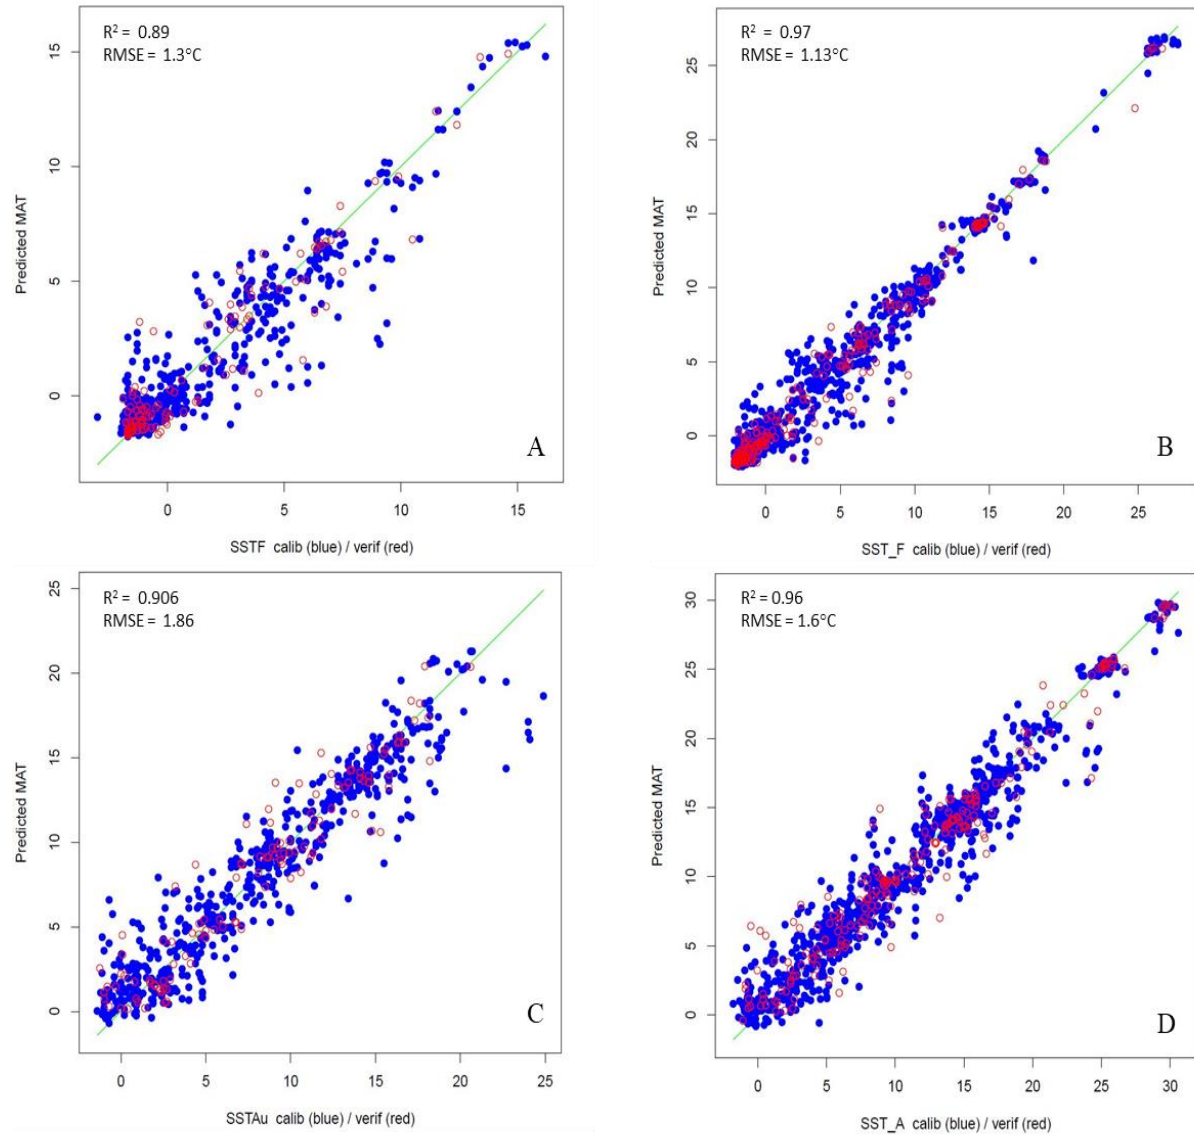 R² = 0.89
RMSE = 1.3°C
15
10
5
0
Predicted MAT
A
0 5 10 15
SSTF calib (blue) / verif (red)
R² = 0.97
RMSE = 1.13°C
25
20
15
10
5
0
Predicted MAT
B
0 5 10 15 20 25
SST_F calib (blue) / verif (red)
R² = 0.906
RMSE = 1.86
25
20
15
10
5
0
Predicted MAT
C
0 5 10 15 20 25
SSTAu calib (blue) / verif (red)
R² = 0.96
RMSE = 1.6°C
30
25
20
15
10
5
0
Predicted MAT
D
0 5 10 15 20 25 30
SST_A calib (blue) / verif (red)